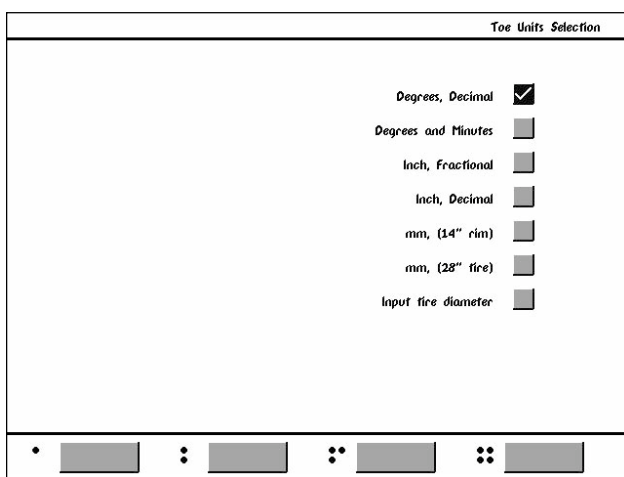 Toe Units Selection
Degrees, Decimal
Degrees and Minutes
Inch, Fractional
Inch, Decimal
mm, (14" rim)
mm, (28" tire)
Input tire diameter